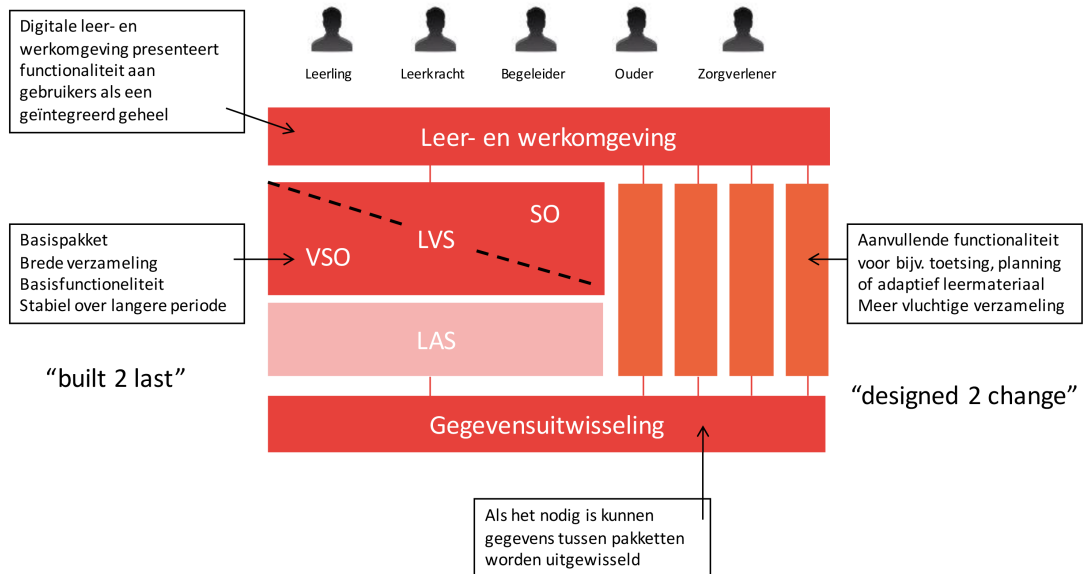 Digitale leer- en
werkomgeving presenteert
functionaliteit aan
gebruikers als een
geïntegreerd geheel
Leerling
Leerkracht
Begeleider
Ouder
Zorgverlener
Leer- en werkomgeving
SO
LVS
VSO
LAS
Basispakket
Brede verzameling
Basisfunctioneliteit
Stabiel over langere periode
Aanvullende functionaliteit
voor bijv. toetsing, planning
of adaptief leermateriaal
Meer vluchtige verzameling
“built 2 last”
“designed 2 change”
Gegevensuitwisseling
Als het nodig is kunnen
gegevens tussen pakketten
worden uitgewisseld